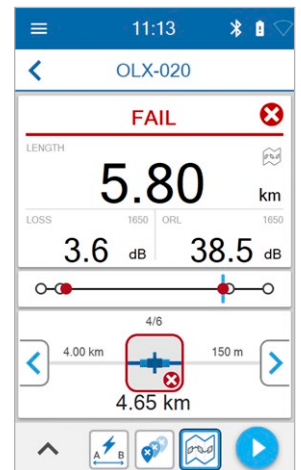 11:13
OLX-020
FAIL
LENGTH
5.80 km
LOSS 1650 ORL 1650
3.6 dB 38.5 dB
4/6
4.00 km 150 m
4.65 km
A B